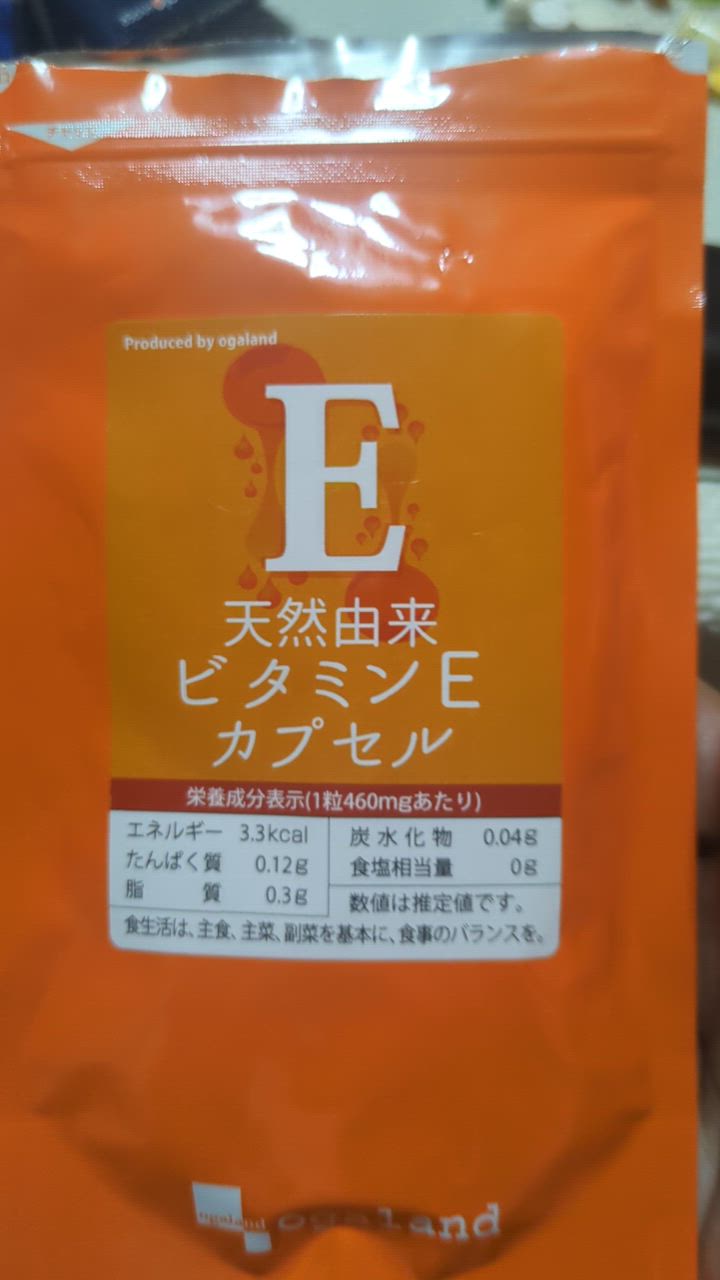 Produced by ogaland
E
天然由来
ビタミンE
カプセル
栄養成分表示(1粒460mgあたり)
エネルギー 3.3kcal
たんぱく質 0.12g
脂質 0.3g
炭水化物 0.04g
食塩相当量 0g
数値は推定値です。
食生活は、主食、主菜、副菜を基本に、食事のバランスを。
ogaland ogaland